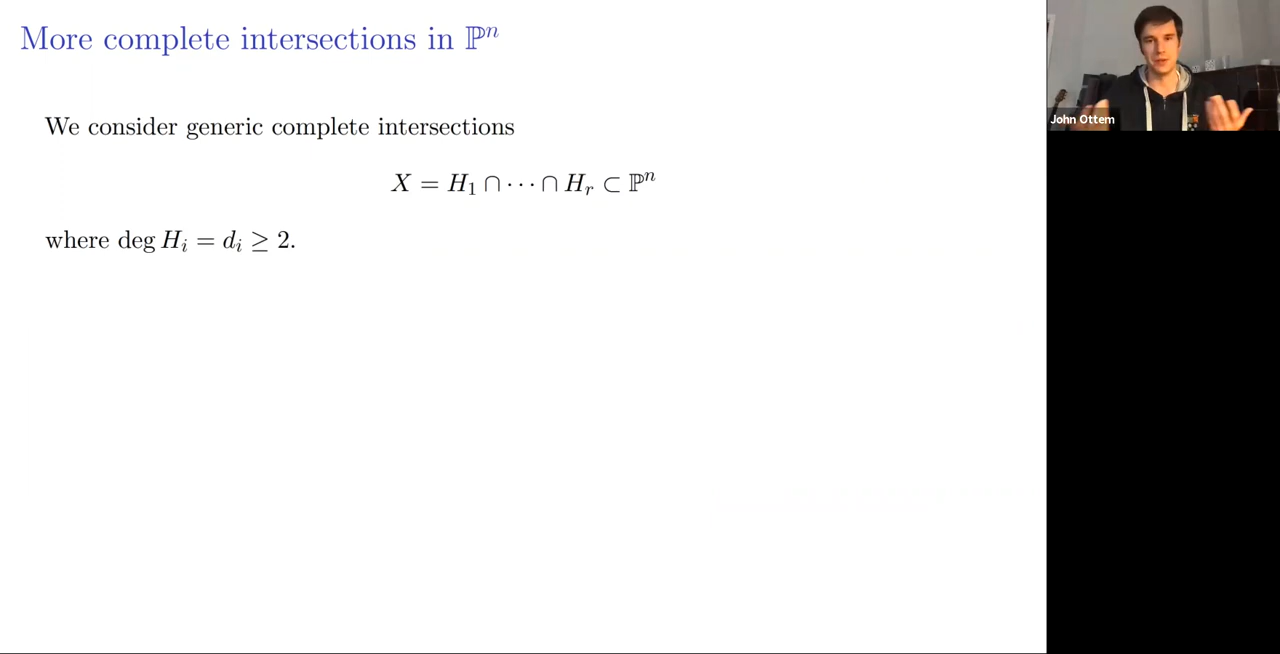 More complete intersections in ℙⁿ
We consider generic complete intersections
X = H₁ ∩ ⋯ ∩ Hᵣ ⊂ ℙⁿ
where deg Hᵢ = dᵢ ≥ 2.
John Ottem